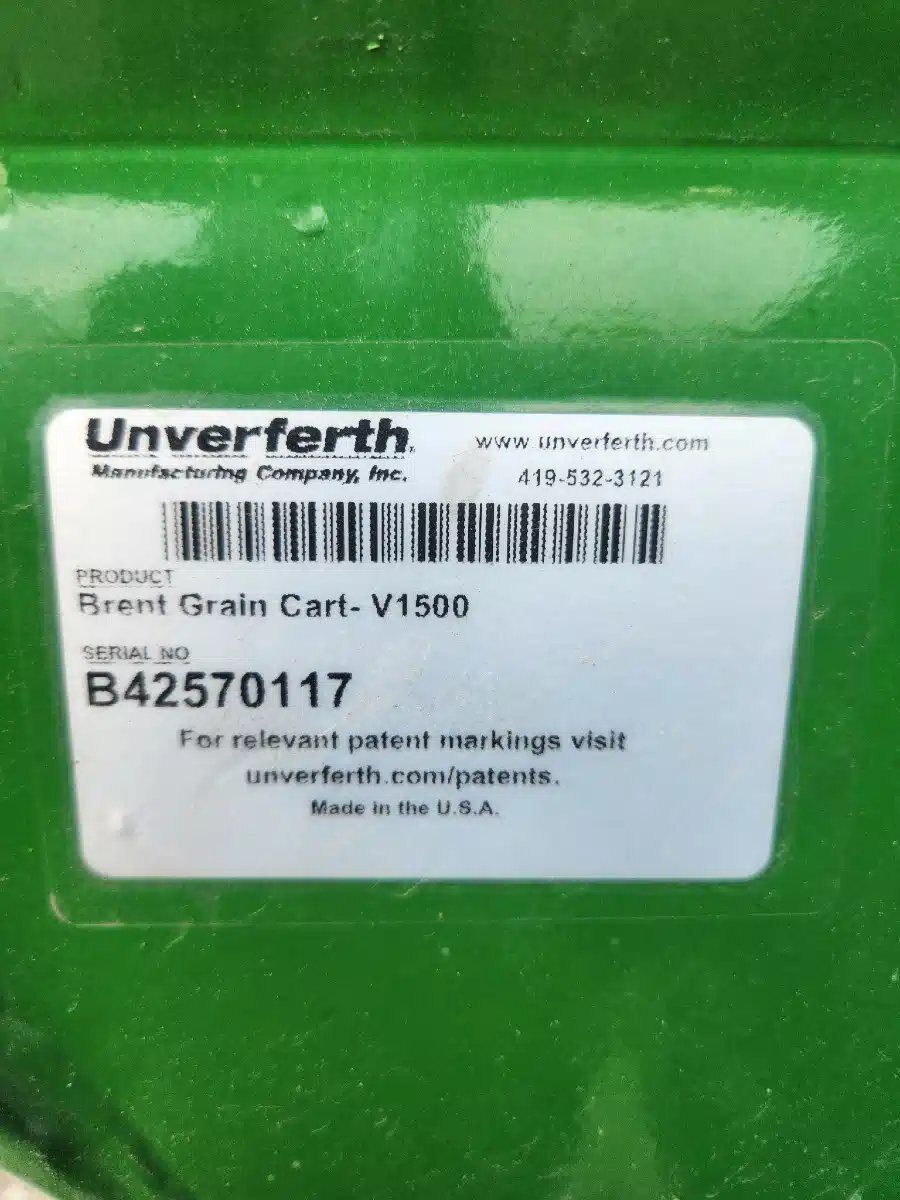 Unverferth
www.unverferth.com
Manufacturing Company, Inc.
419-532-3121
PRODUCT
Brent Grain Cart- V1500
SERIAL NO
B42570117
For relevant patent markings visit
unverferth.com/patents.
Made in the U.S.A.